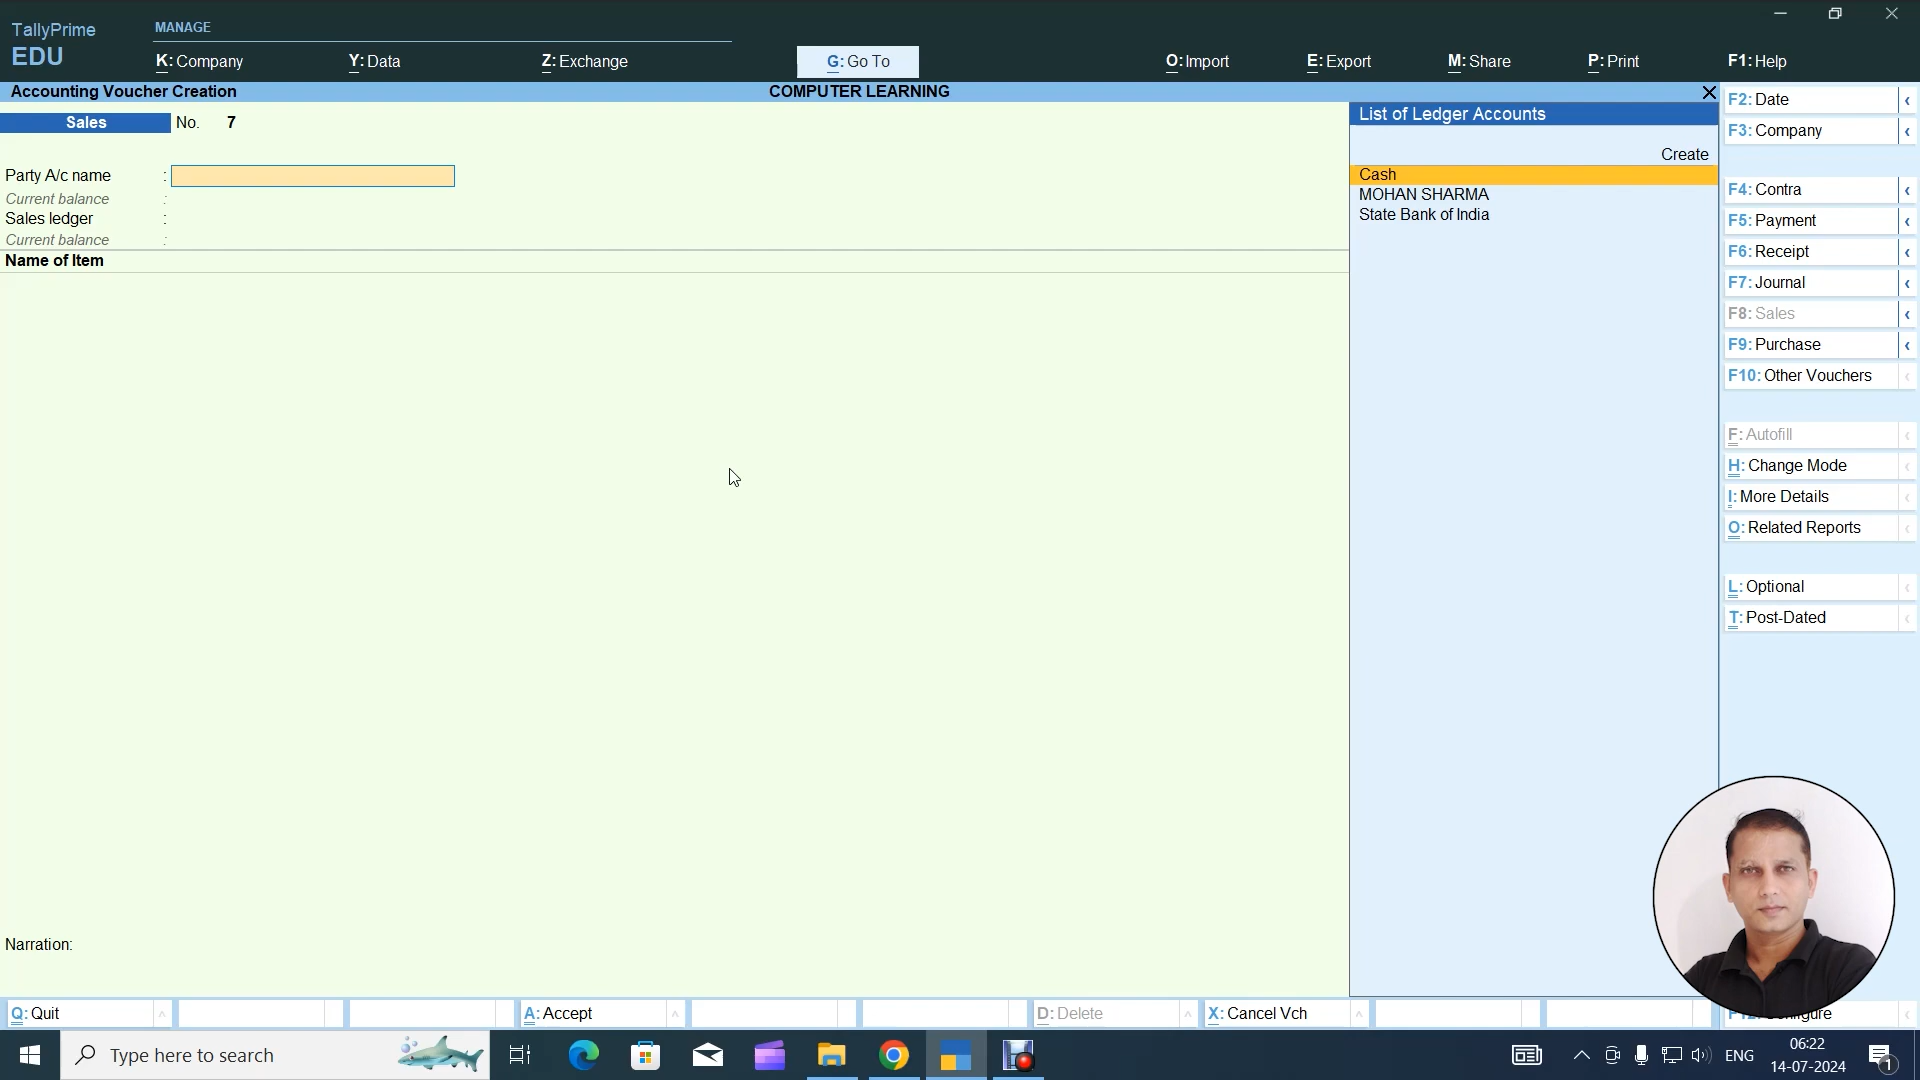 TallyPrime
EDU
MANAGE
K: Company
Y: Data
Z: Exchange
G: Go To
O: Import
E: Export
M: Share
P: Print
F1: Help
Accounting Voucher Creation
COMPUTER LEARNING
Sales No. 7
Party A/c name :
Current balance :
Sales ledger :
Current balance :
Name of Item
Narration:
List of Ledger Accounts
Create
Cash
MOHAN SHARMA
State Bank of India
F2: Date
F3: Company
F4: Contra
F5: Payment
F6: Receipt
F7: Journal
F8: Sales
F9: Purchase
F10: Other Vouchers
F: Autofill
H: Change Mode
I: More Details
O: Related Reports
L: Optional
T: Post-Dated
Q: Quit
A: Accept
D: Delete
X: Cancel Vch
Type here to search
ENG
06:22
14-07-2024
1